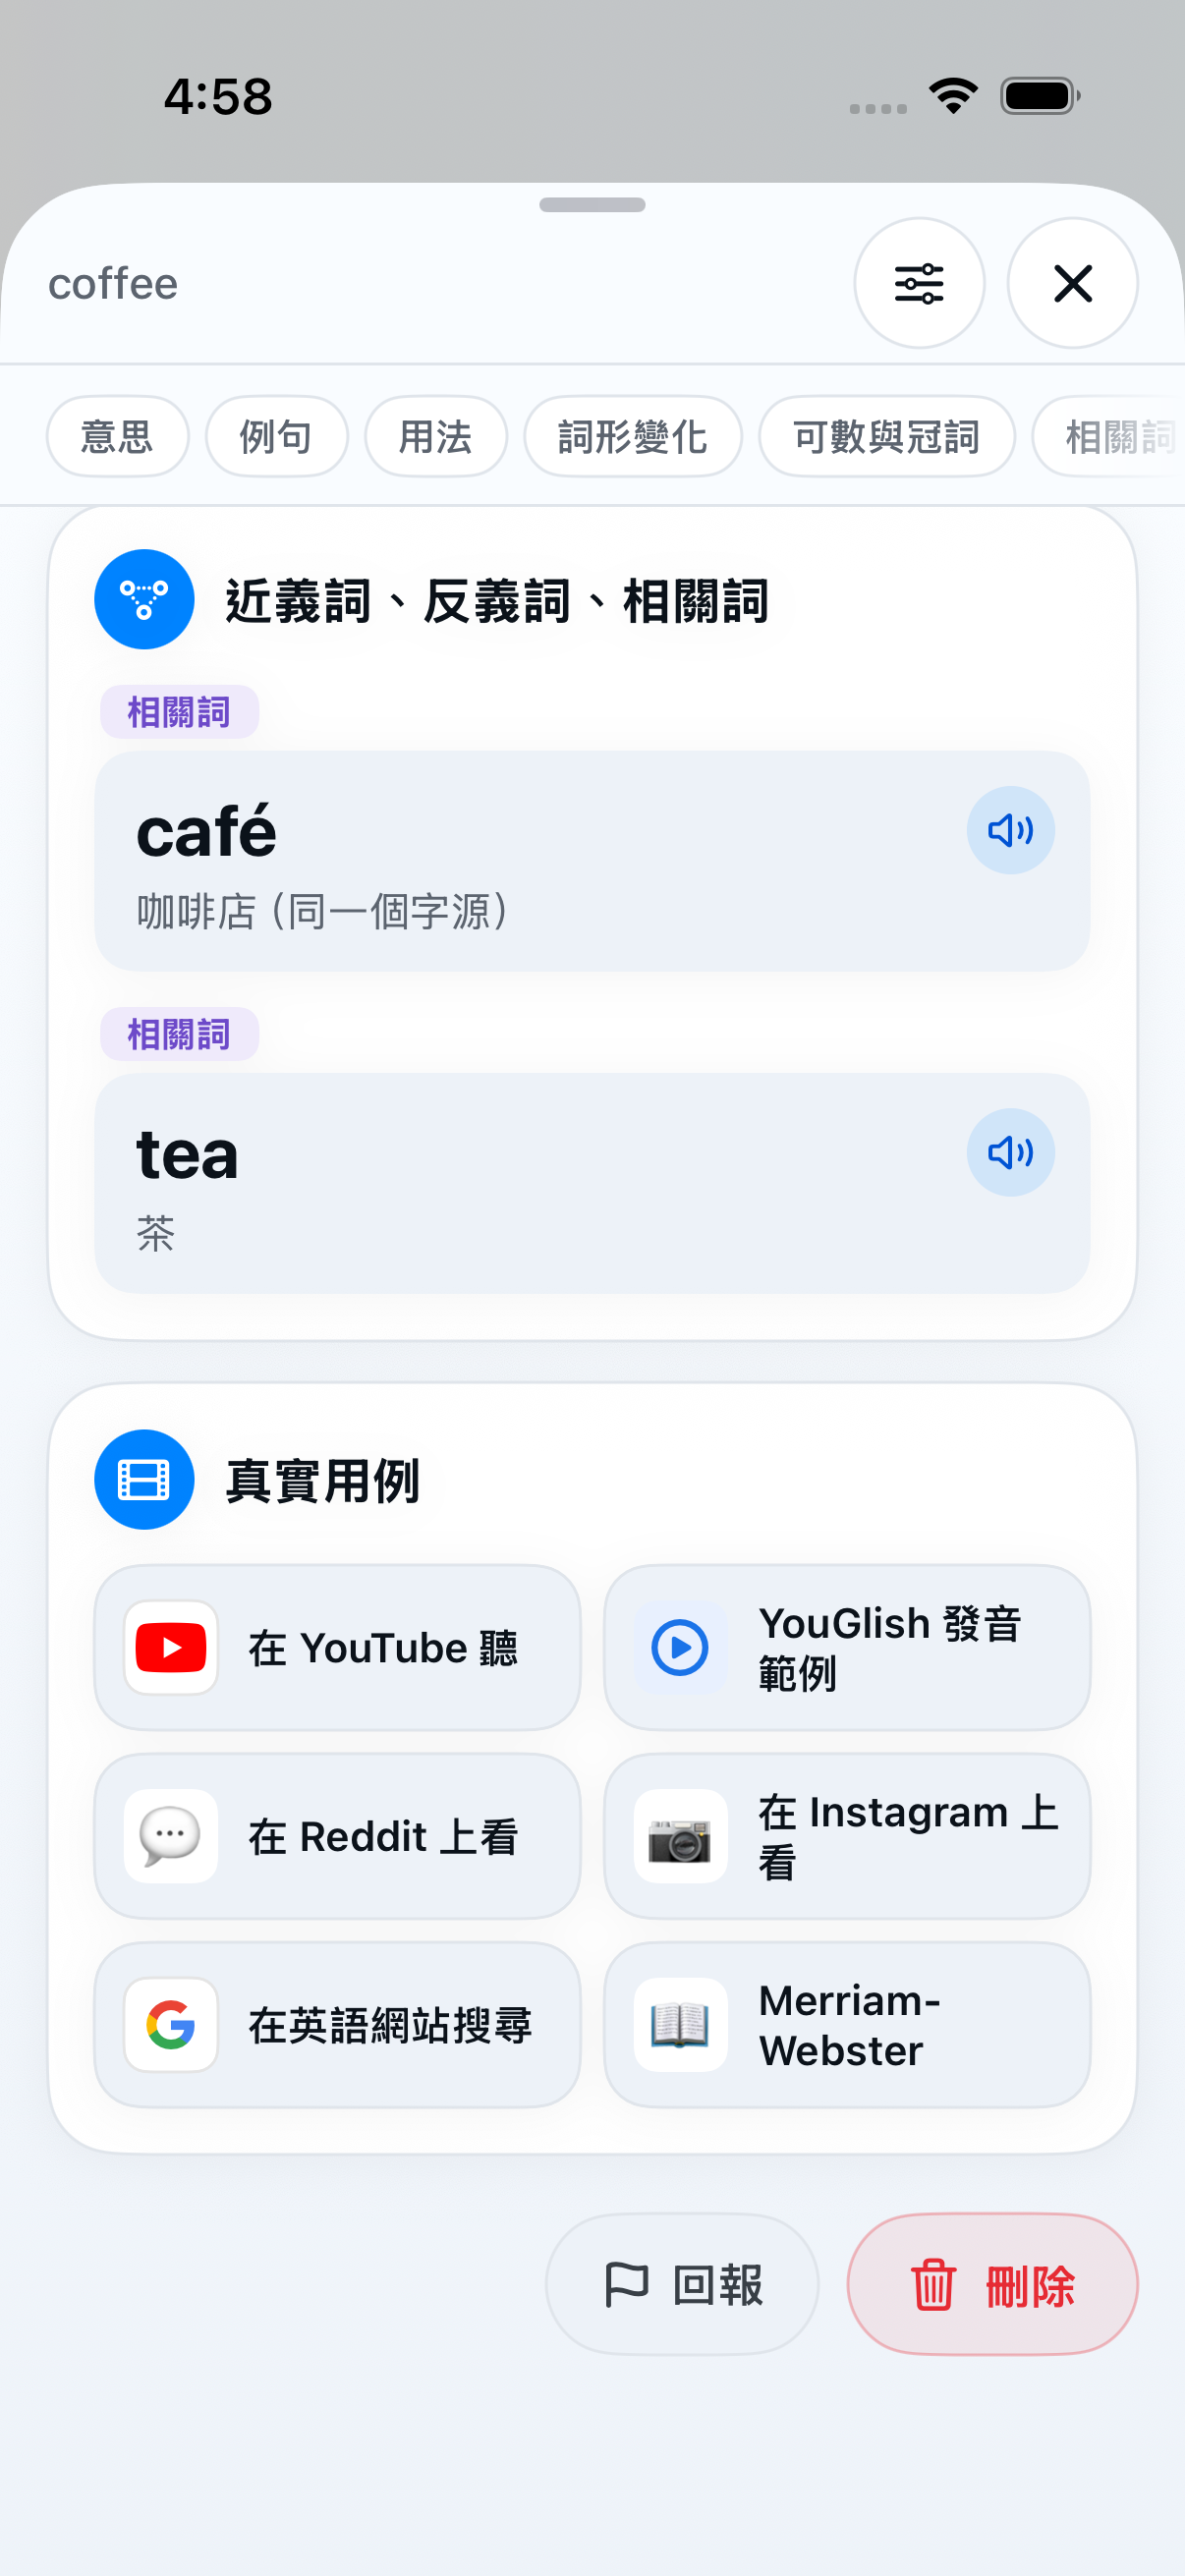 4:58
coffee
意思
例句
用法
詞形變化
可數與冠詞
相關詞
近義詞、反義詞、相關詞
相關詞
café
咖啡店 (同一個字源)
相關詞
tea
茶
真實用例
在 YouTube 聽
YouGlish 發音
範例
在 Reddit 上看
在 Instagram 上
看
在英語網站搜尋
Merriam-
Webster
回報
刪除